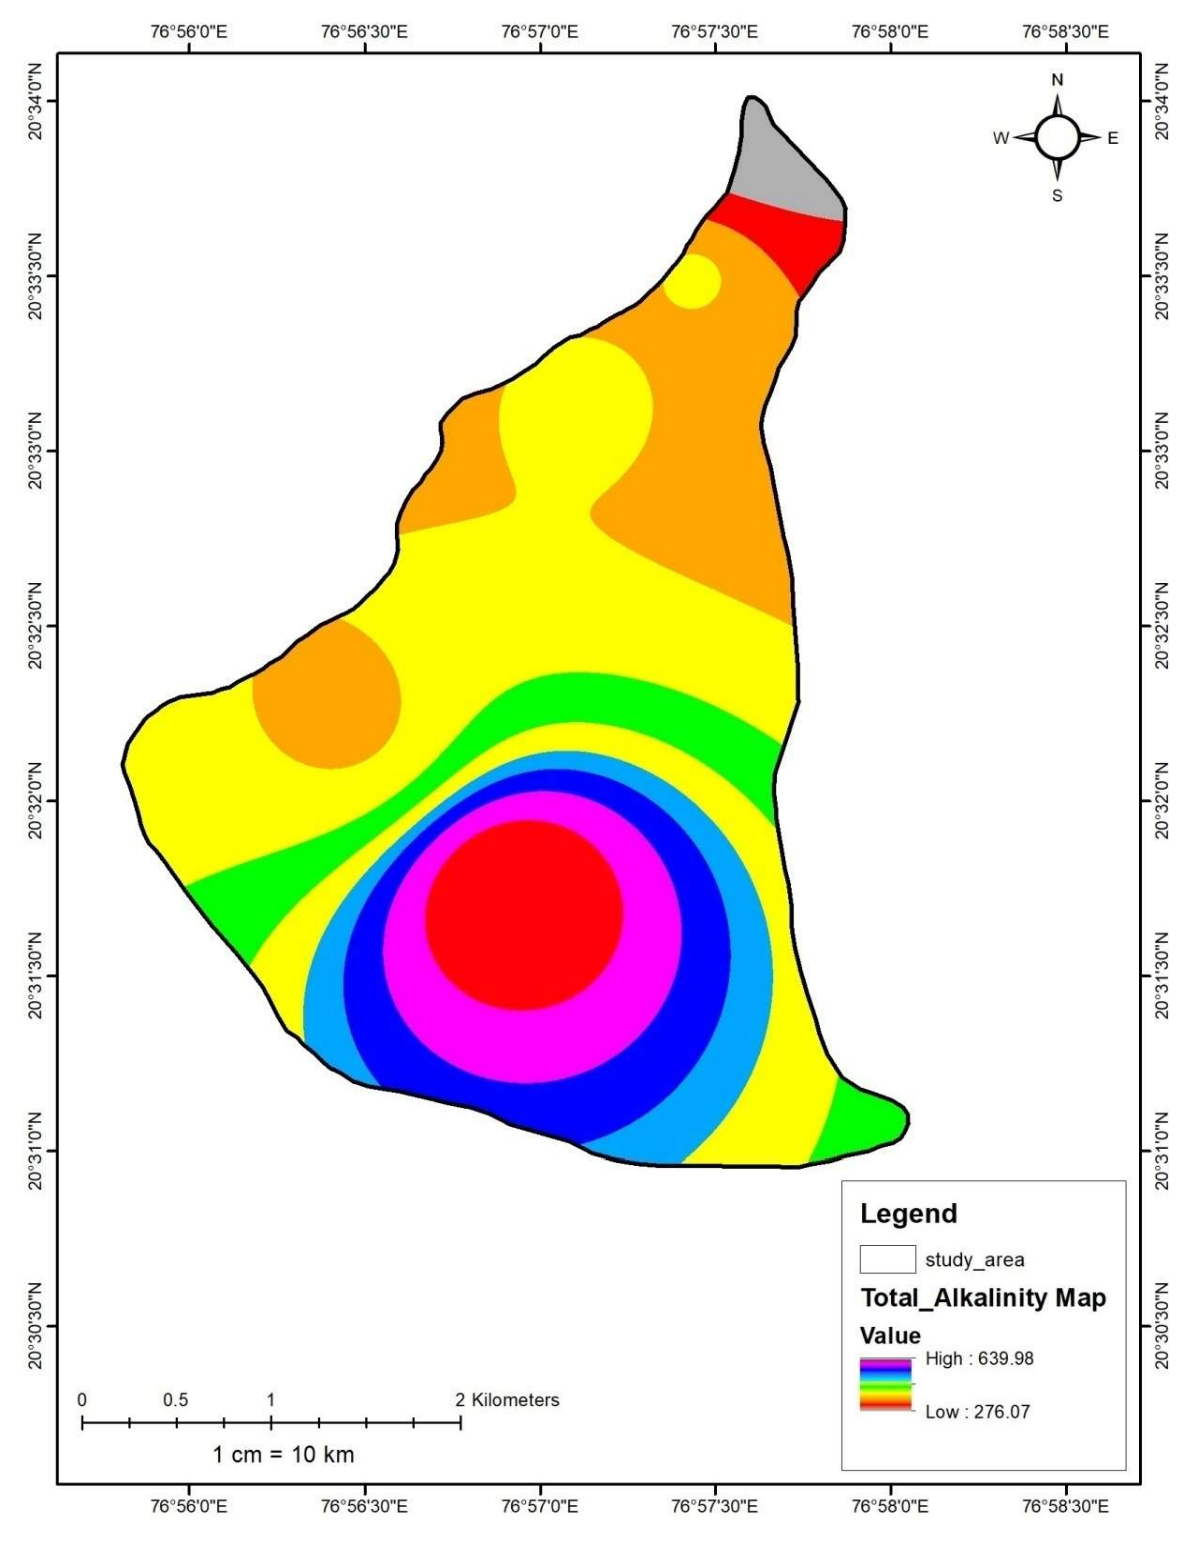 76°56'0"E 76°56'30"E 76°57'0"E 76°57'30"E 76°58'0"E 76°58'30"E
20°34'0"N 20°34'0"N
N
W E
S
20°33'30"N 20°33'30"N
20°33'0"N 20°33'0"N
20°32'30"N 20°32'30"N
20°32'0"N 20°32'0"N
20°31'30"N 20°31'30"N
20°31'0"N 20°31'0"N
20°30'30"N 20°30'30"N
Legend
study_area
Total_Alkalinity Map
Value
High : 639.98
Low : 276.07
0 0.5 1 2 Kilometers
1 cm = 10 km
76°56'0"E 76°56'30"E 76°57'0"E 76°57'30"E 76°58'0"E 76°58'30"E